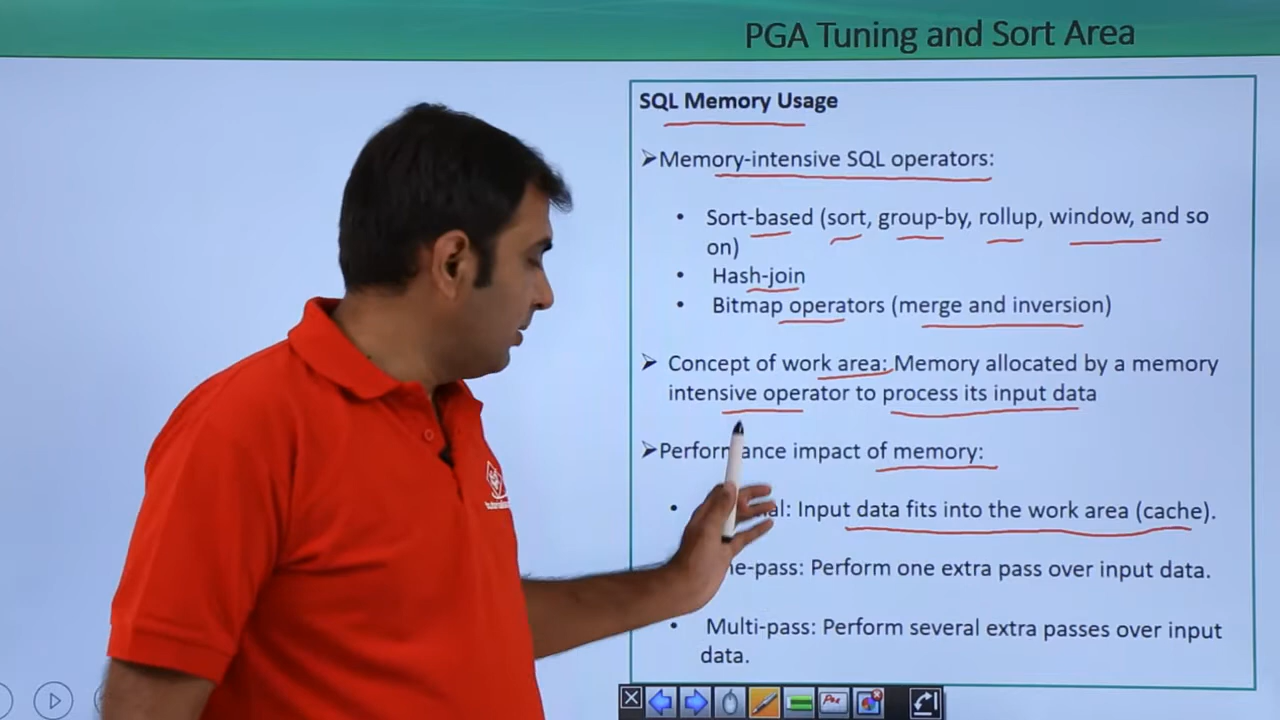 PGA Tuning and Sort Area
SQL Memory Usage
➢Memory-intensive SQL operators:
• Sort-based (sort, group-by, rollup, window, and so
on)
• Hash-join
• Bitmap operators (merge and inversion)
➢ Concept of work area: Memory allocated by a memory
intensive operator to process its input data
➢Performance impact of memory:
• Input data fits into the work area (cache).
Perform one extra pass over input data.
• Multi-pass: Perform several extra passes over input
data.